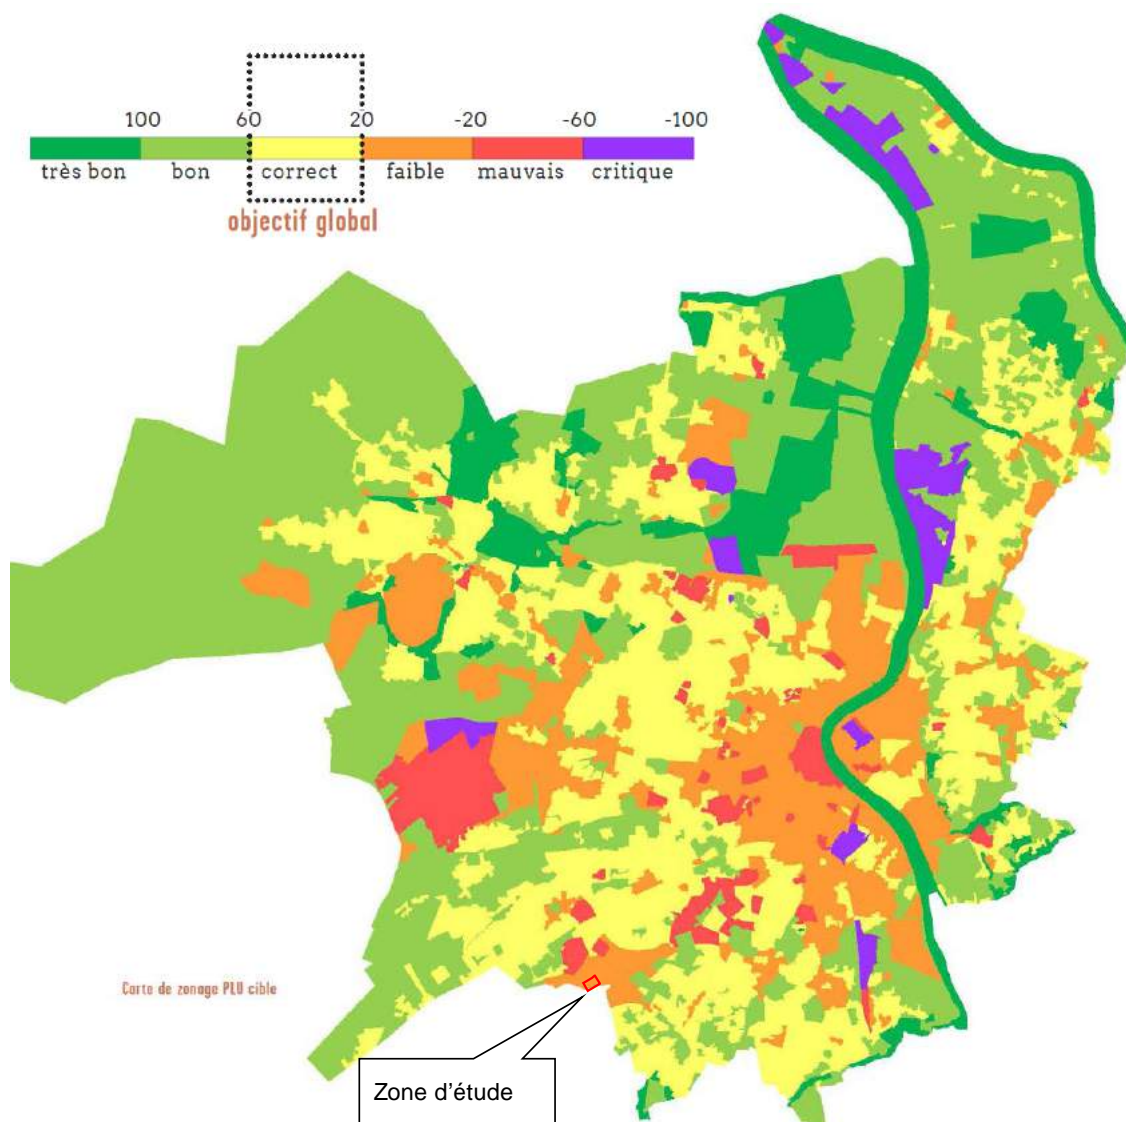 100 60 20 -20 -60 -100
très bon bon correct faible mauvais critique
objectif global
Carte de zonage PLU cible
Zone d'étude